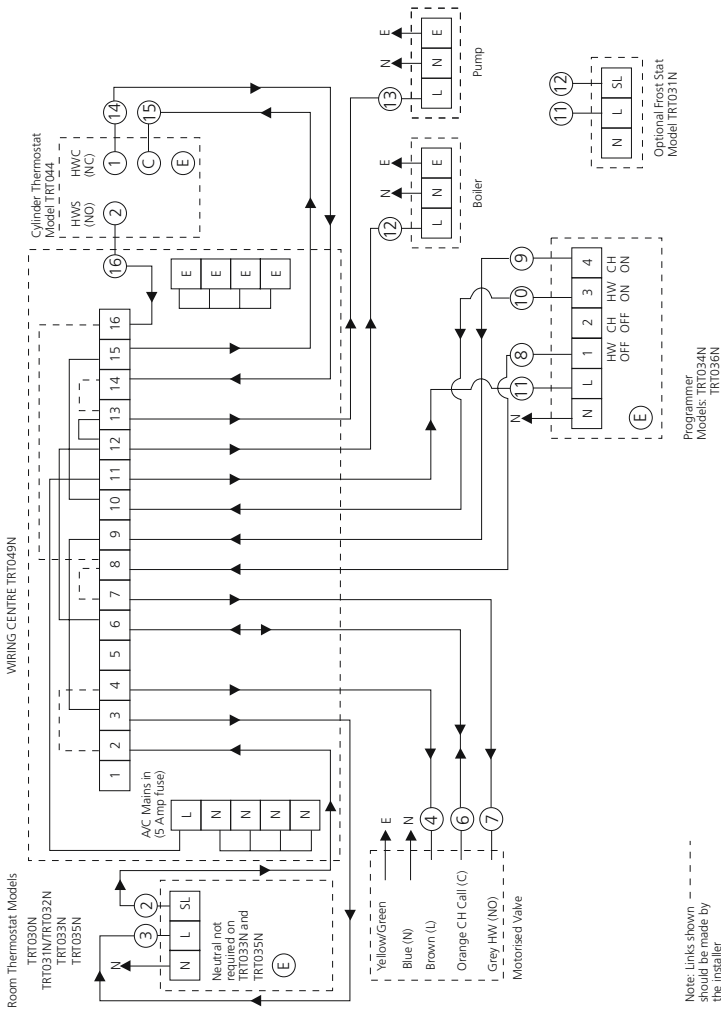 Room Thermostat Models
TRT030N
TRT031N/TRT032N
TRT033N
TRT035N
N
3
2
N
L
SL
Neutral not
required on
TRT033N and
TRT035N
E
WIRING CENTRE TRT049N
1
2
3
4
5
6
7
8
9
10
11
12
13
14
15
16
A/C Mains in
(5 Amp fuse)
L
N
N
N
N
E
E
E
E
Cylinder Thermostat
Model TRT044
HWS
(NO)
HWC
(NC)
2
1
C
E
16
14
15
Yellow/Green
E
Blue (N)
N
Brown (L)
4
Orange CH Call (C)
6
Grey HW (NO)
7
Motorised Valve
12
N
E
L
N
E
Boiler
13
N
E
L
N
E
Pump
N
11
8
10
9
N
L
1
2
3
4
HW
CH
HW
CH
OFF
OFF
ON
ON
E
Programmer
Models: TRT034N
TRT036N
11
12
N
L
SL
Optional Frost Stat
Model TRT031N
Note: Links shown
should be made by
the installer